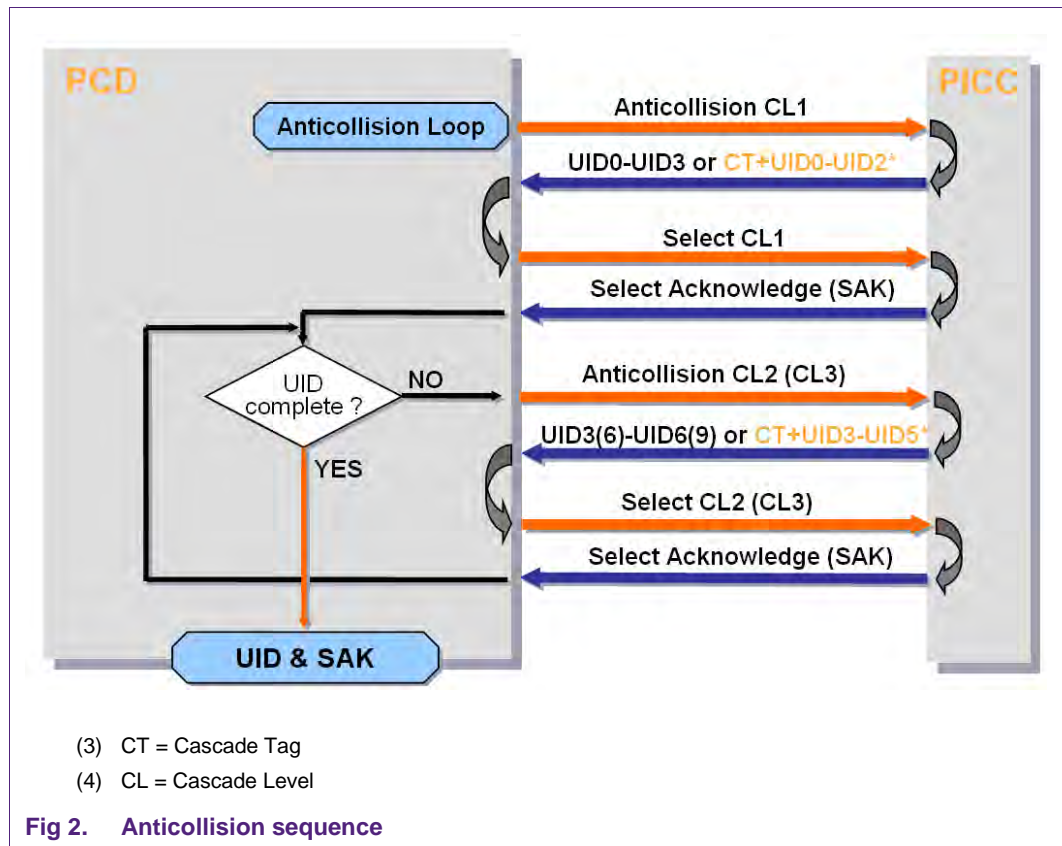 PCD
PICC
Anticollision Loop
Anticollision CL1
UID0-UID3 or CT+UID0-UID2*
Select CL1
Select Acknowledge (SAK)
UID
complete ?
NO
YES
Anticollision CL2 (CL3)
UID3(6)-UID6(9) or CT+UID3-UID5*
Select CL2 (CL3)
Select Acknowledge (SAK)
UID & SAK
(3) CT = Cascade Tag
(4) CL = Cascade Level
Fig 2. Anticollision sequence